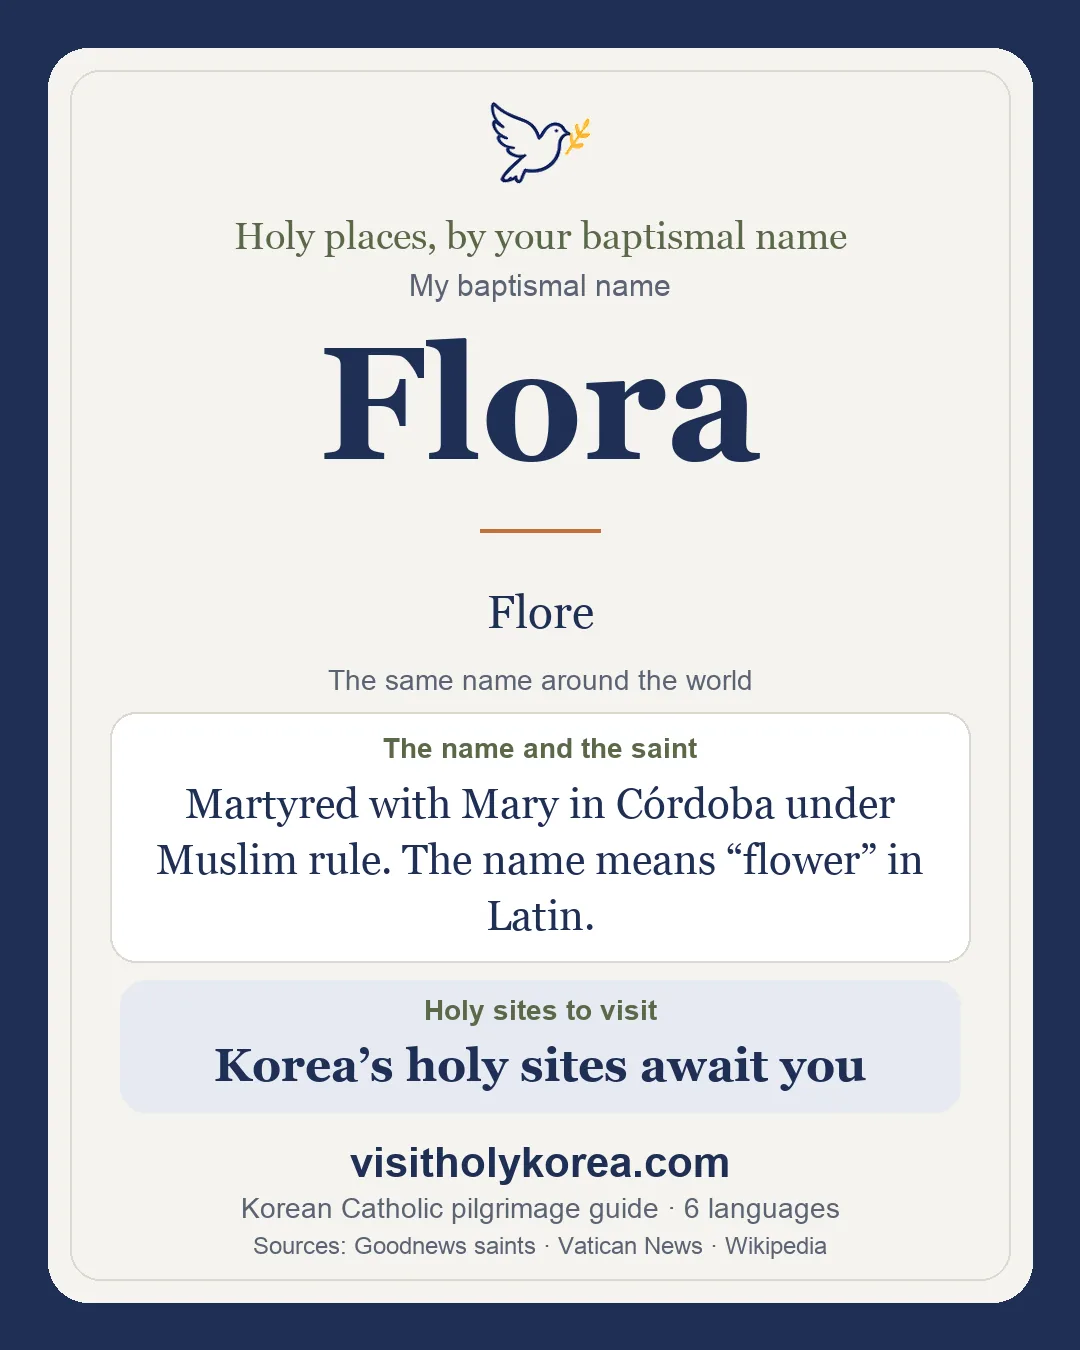 Holy places, by your baptismal name
My baptismal name
Flora
Flore
The same name around the world
The name and the saint
Martyred with Mary in Córdoba under
Muslim rule. The name means “flower” in
Latin.
Holy sites to visit
Korea’s holy sites await you
visitholykorea.com
Korean Catholic pilgrimage guide · 6 languages
Sources: Goodnews saints · Vatican News · Wikipedia